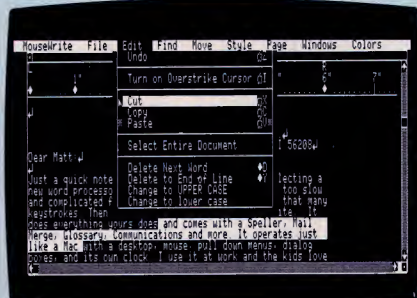 MouseWrite File Edit Find Move Style Page Windows Colors
Undo Z
Turn on Overstrike Cursor I
1" " 6" 7"
Cut X
Copy C
Paste V
Select Entire Document
I 56208
Dear Matt
Delete Next Word D
Delete to End of Line Y
Change to UPPER CASE
Change to lower case
Just a quick note lecting a
new word processo too slow
and complicated f that many
keystrokes. Then ite. It
does everything yours does and comes with a Speller, Mail
Merge, Glossary, Communications and more. It operates just
like a Mac with a desktop, mouse, pull down menus, dialog
boxes, and its own clock. I use it at work and the kids love